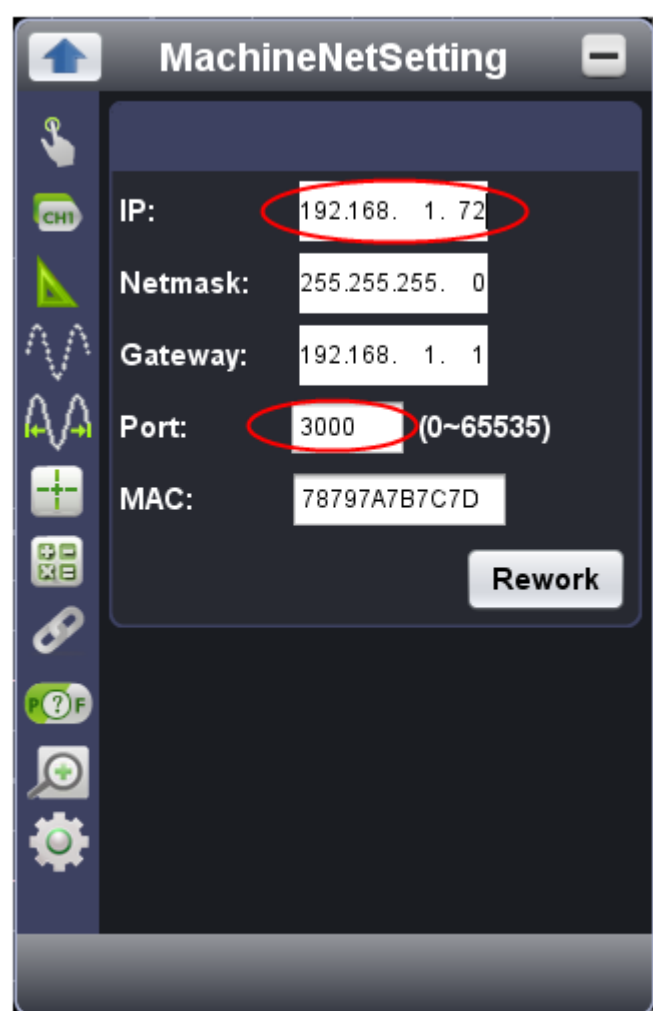 MachineNetSetting
CH1
IP: 192.168. 1. 72
Netmask: 255.255.255. 0
Gateway: 192.168. 1. 1
Port: 3000 (0~65535)
MAC: 78797A7B7C7D
Rework
P?F